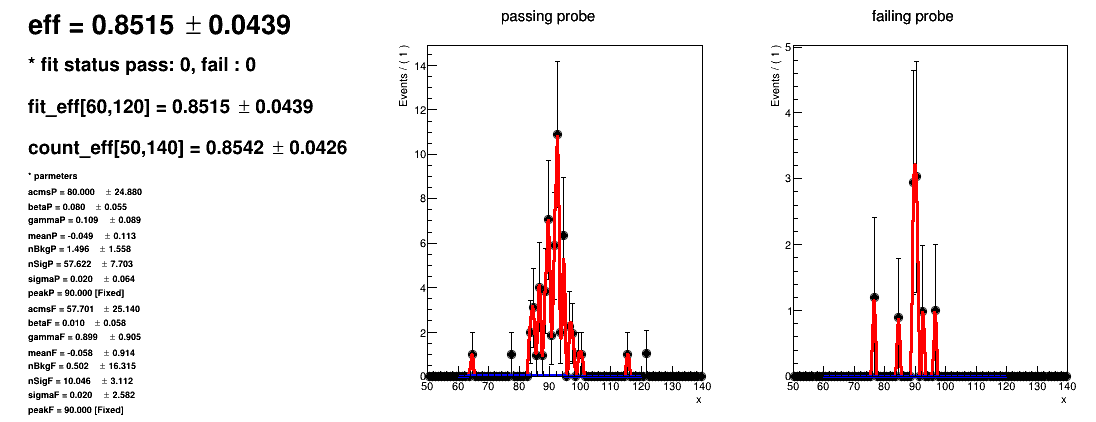 eff = 0.8515 ± 0.0439
* fit status pass: 0, fail : 0
fit_eff[60,120] = 0.8515 ± 0.0439
count_eff[50,140] = 0.8542 ± 0.0426
* parmeters
acmsP = 80.000 ± 24.880
betaP = 0.080 ± 0.055
gammaP = 0.109 ± 0.089
meanP = -0.049 ± 0.113
nBkgP = 1.496 ± 1.558
nSigP = 57.622 ± 7.703
sigmaP = 0.020 ± 0.064
peakP = 90.000 [Fixed]
acmsF = 57.701 ± 25.140
betaF = 0.010 ± 0.058
gammaF = 0.899 ± 0.905
meanF = -0.058 ± 0.914
nBkgF = 0.502 ± 16.315
nSigF = 10.046 ± 3.112
sigmaF = 0.020 ± 2.582
peakF = 90.000 [Fixed]
passing probe
Events / ( 1 )
14
12
10
8
6
4
2
0
50 60 70 80 90 100 110 120 130 140
x
failing probe
Events / ( 1 )
5
4
3
2
1
0
50 60 70 80 90 100 110 120 130 140
x